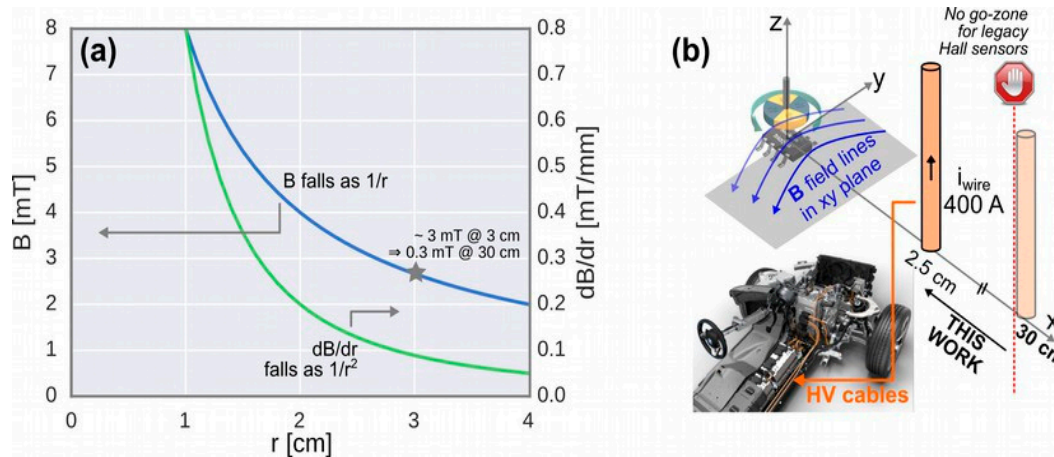 (a)
B [mT]
8
7
6
5
4
3
2
1
0
B falls as 1/r
~ 3 mT @ 3 cm
⇒ 0.3 mT @ 30 cm
dB/dr
falls as 1/r²
0.8
0.7
0.6
0.5
0.4
0.3
0.2
0.1
0.0
dB/dr [mT/mm]
0
1
2
3
4
r [cm]
(b)
z
y
No go-zone
for legacy
Hall sensors
B field lines
in xy plane
i_wire
400 A
2.5 cm
x
30 cm
THIS
WORK
HV cables